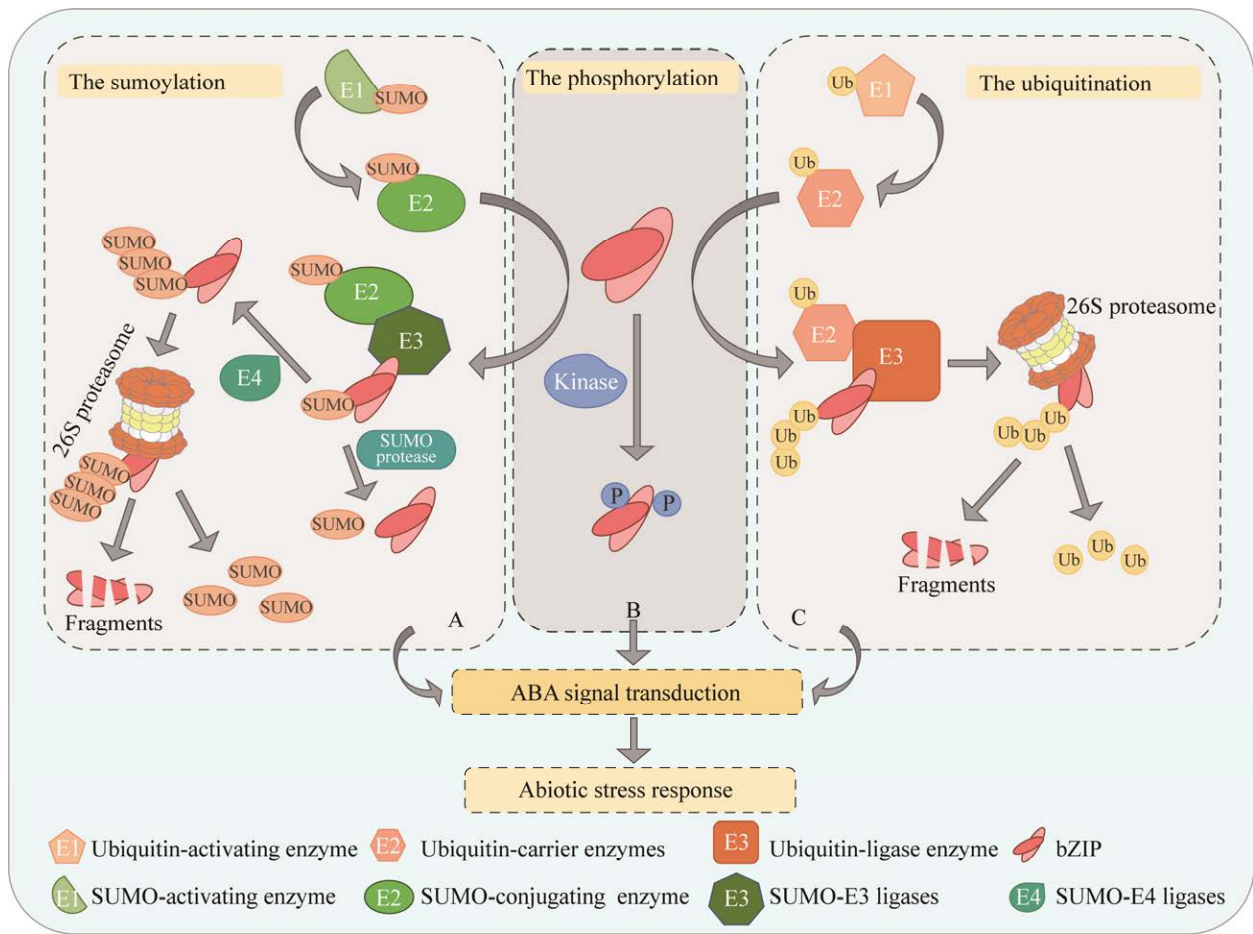 The sumoylation
E1
SUMO
SUMO
E2
SUMO
SUMO
SUMO
SUMO
E2
E3
SUMO
E4
26S proteasome
SUMO
SUMO
SUMO
SUMO
protease
SUMO
Fragments
SUMO
SUMO
SUMO
A
The phosphorylation
Kinase
P
P
B
The ubiquitination
Ub
E1
Ub
E2
Ub
E2
E3
Ub
Ub
Ub
Ub
26S proteasome
Ub
Ub
Ub
Fragments
Ub
Ub
Ub
C
ABA signal transduction
Abiotic stress response
E1 Ubiquitin-activating enzyme
E2 Ubiquitin-carrier enzymes
E3 Ubiquitin-ligase enzyme
bZIP
E1 SUMO-activating enzyme
E2 SUMO-conjugating enzyme
E3 SUMO-E3 ligases
E4 SUMO-E4 ligases